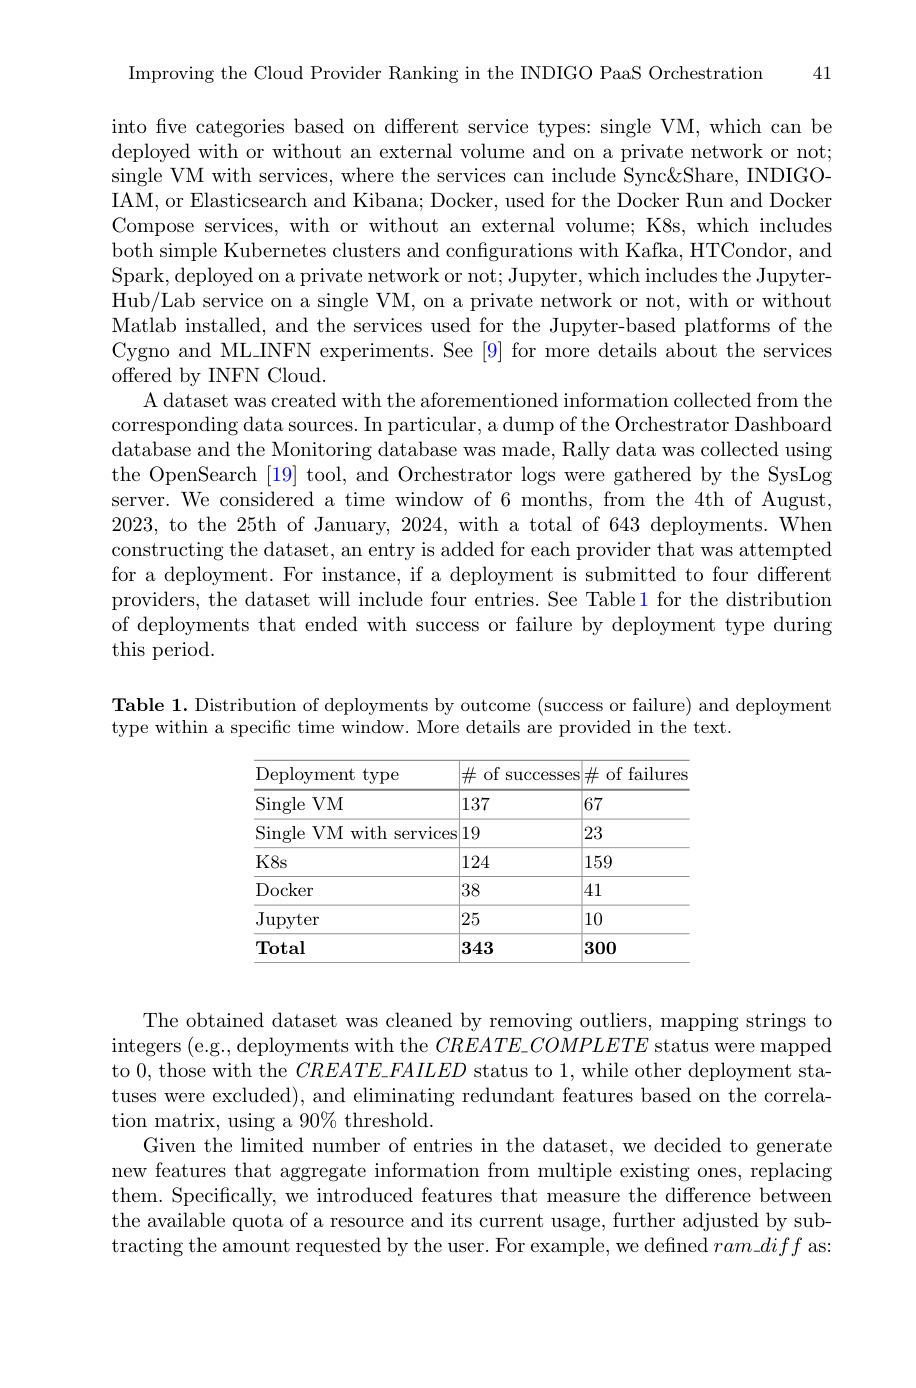 Improving the Cloud Provider Ranking in the INDIGO PaaS Orchestration 41
into five categories based on different service types: single VM, which can be
deployed with or without an external volume and on a private network or not;
single VM with services, where the services can include Sync&Share, INDIGO-
IAM, or Elasticsearch and Kibana; Docker, used for the Docker Run and Docker
Compose services, with or without an external volume; K8s, which includes
both simple Kubernetes clusters and configurations with Kafka, HTCondor, and
Spark, deployed on a private network or not; Jupyter, which includes the Jupyter-
Hub/Lab service on a single VM, on a private network or not, with or without
Matlab installed, and the services used for the Jupyter-based platforms of the
Cygno and ML_INFN experiments. See [9] for more details about the services
offered by INFN Cloud.
A dataset was created with the aforementioned information collected from the
corresponding data sources. In particular, a dump of the Orchestrator Dashboard
database and the Monitoring database was made, Rally data was collected using
the OpenSearch [19] tool, and Orchestrator logs were gathered by the SysLog
server. We considered a time window of 6 months, from the 4th of August,
2023, to the 25th of January, 2024, with a total of 643 deployments. When
constructing the dataset, an entry is added for each provider that was attempted
for a deployment. For instance, if a deployment is submitted to four different
providers, the dataset will include four entries. See Table 1 for the distribution
of deployments that ended with success or failure by deployment type during
this period.
Table 1. Distribution of deployments by outcome (success or failure) and deployment
type within a specific time window. More details are provided in the text.
Deployment type # of successes # of failures
Single VM 137 67
Single VM with services 19 23
K8s 124 159
Docker 38 41
Jupyter 25 10
Total 343 300
The obtained dataset was cleaned by removing outliers, mapping strings to
integers (e.g., deployments with the CREATE_COMPLETE status were mapped
to 0, those with the CREATE_FAILED status to 1, while other deployment sta-
tuses were excluded), and eliminating redundant features based on the correla-
tion matrix, using a 90% threshold.
Given the limited number of entries in the dataset, we decided to generate
new features that aggregate information from multiple existing ones, replacing
them. Specifically, we introduced features that measure the difference between
the available quota of a resource and its current usage, further adjusted by sub-
tracting the amount requested by the user. For example, we defined ram_diff as: